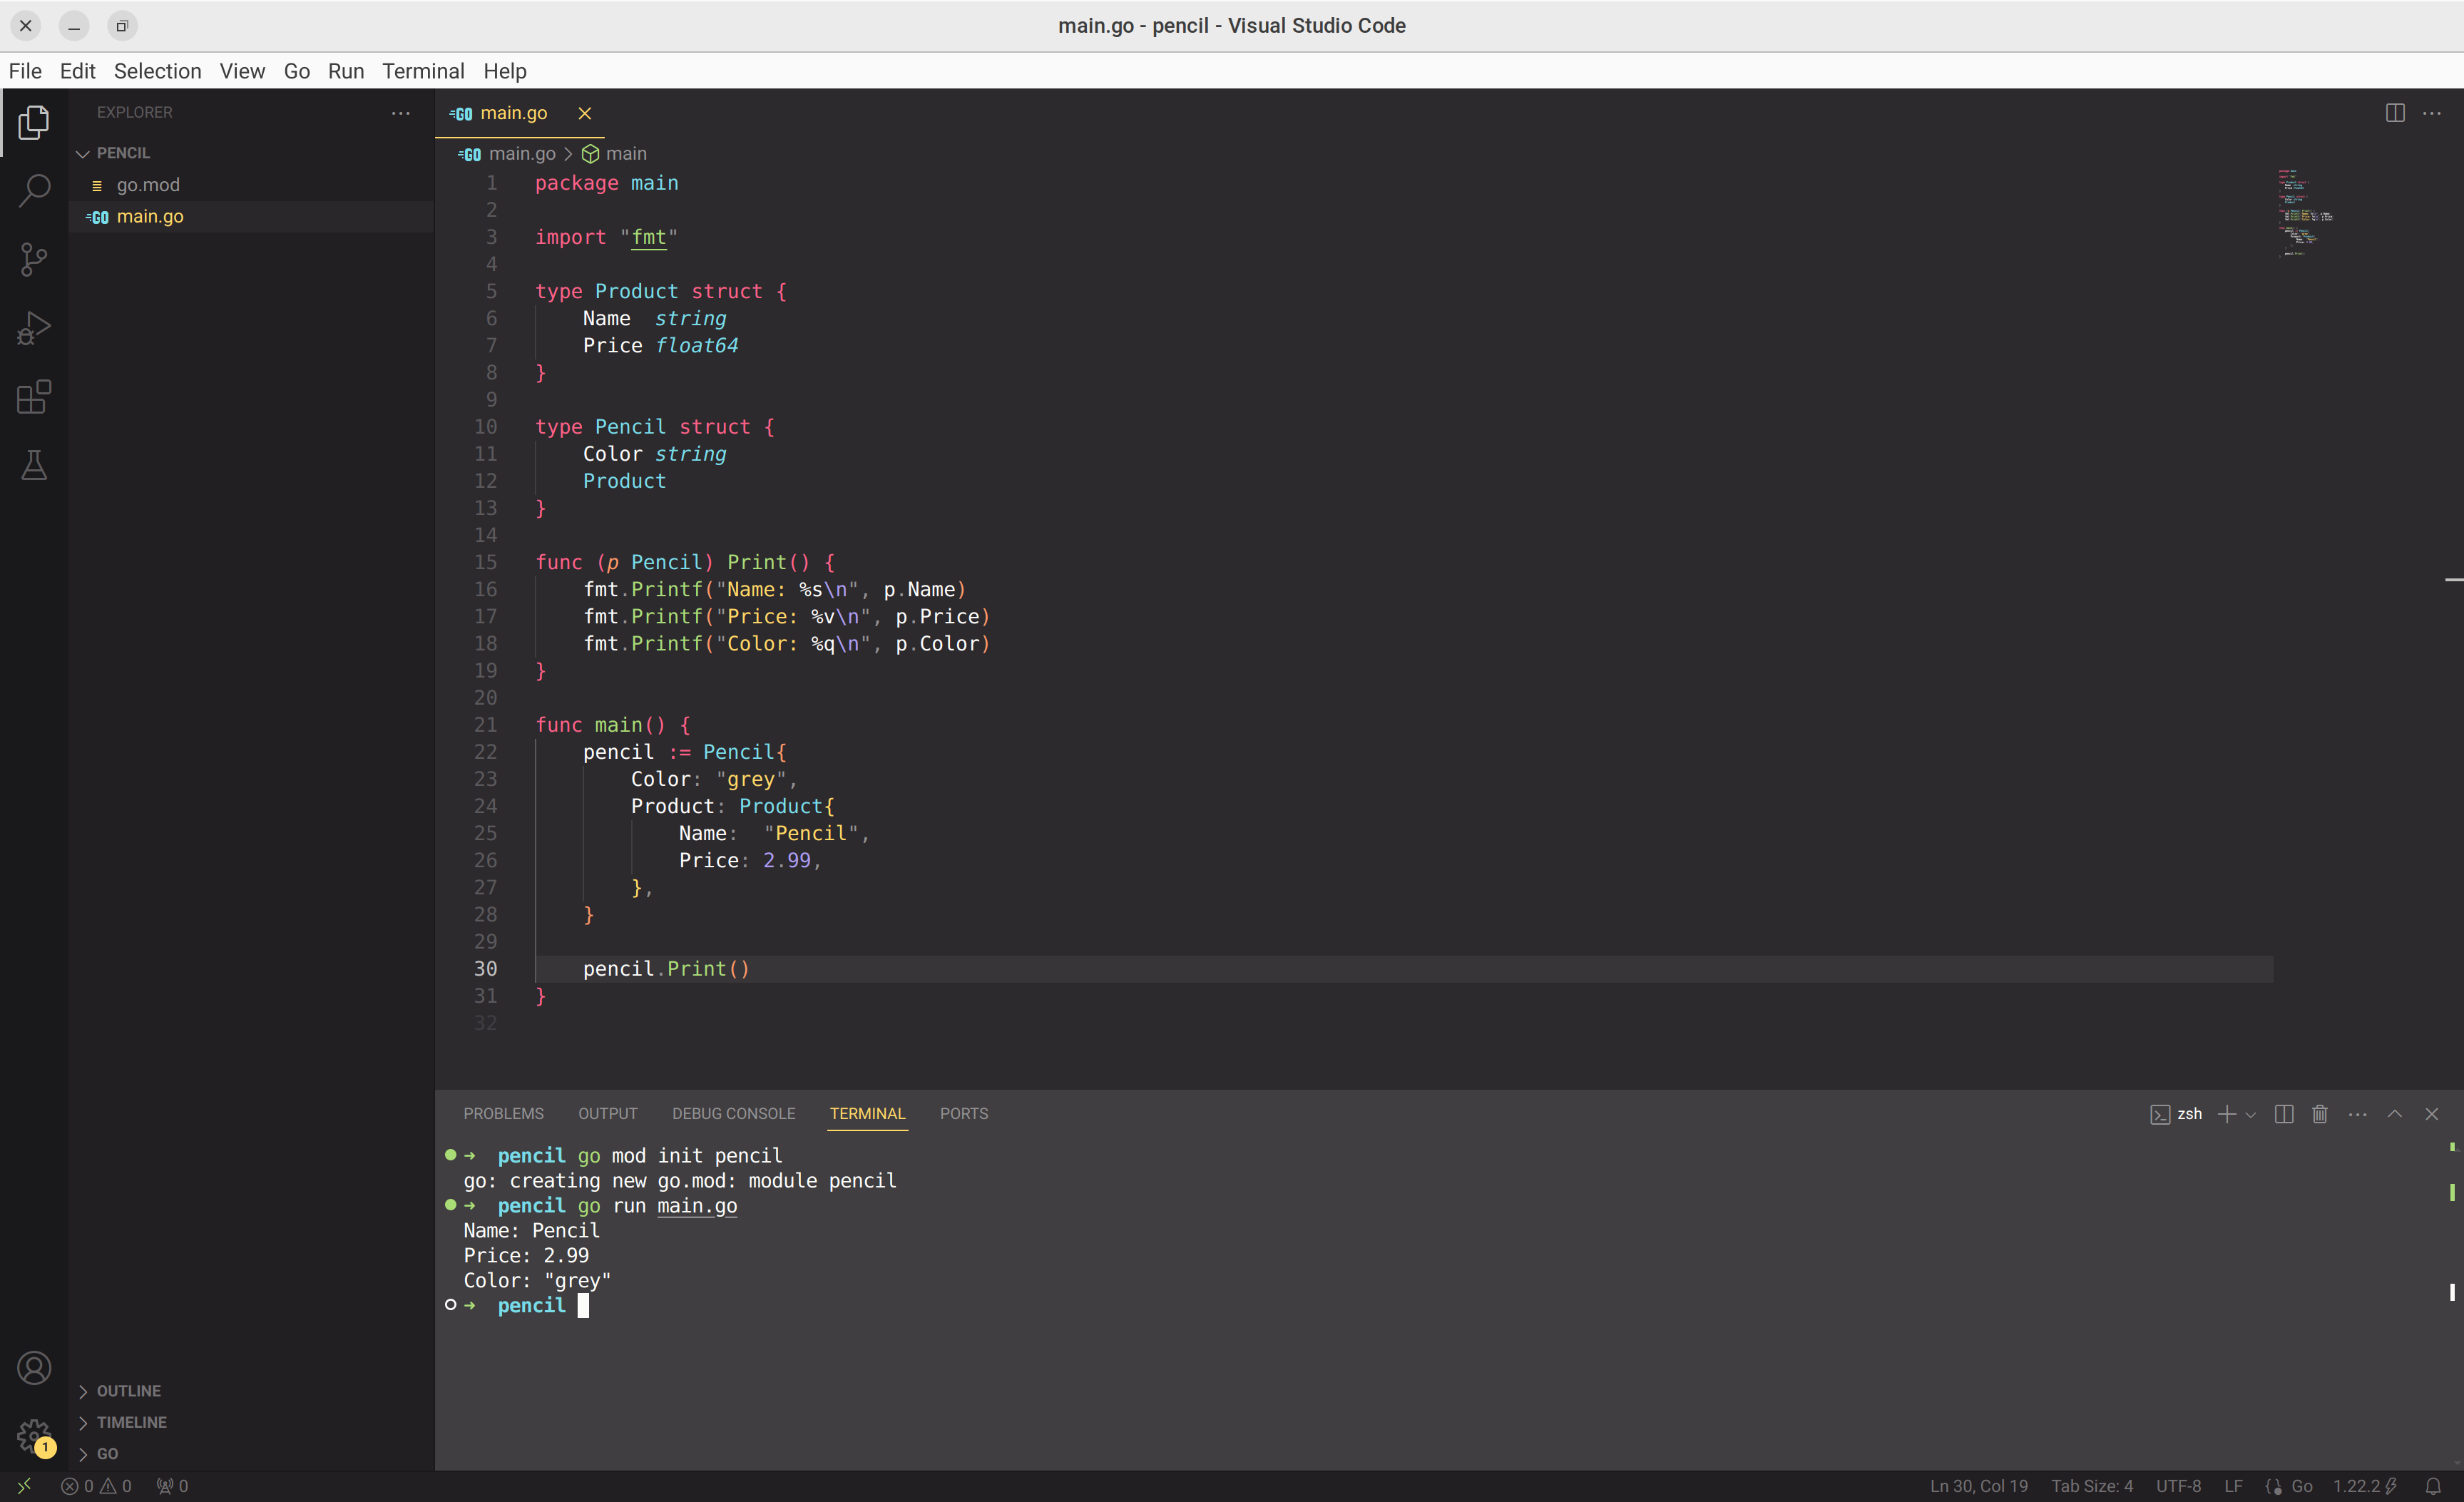 main.go - pencil - Visual Studio Code
File Edit Selection View Go Run Terminal Help
EXPLORER
PENCIL
go.mod
GO main.go
GO main.go
GO main.go > main
1 package main
2
3 import "fmt"
4
5 type Product struct {
6 Name  string
7 Price float64
8 }
9
10 type Pencil struct {
11 Color string
12 Product
13 }
14
15 func (p Pencil) Print() {
16 fmt.Printf("Name: %s\n", p.Name)
17 fmt.Printf("Price: %v\n", p.Price)
18 fmt.Printf("Color: %q\n", p.Color)
19 }
20
21 func main() {
22 pencil := Pencil{
23 Color: "grey",
24 Product: Product{
25 Name:  "Pencil",
26 Price: 2.99,
27 },
28 }
29
30 pencil.Print()
31 }
32
PROBLEMS OUTPUT DEBUG CONSOLE TERMINAL PORTS
zsh
➜ pencil go mod init pencil
go: creating new go.mod: module pencil
➜ pencil go run main.go
Name: Pencil
Price: 2.99
Color: "grey"
➜ pencil
OUTLINE
TIMELINE
GO
1
0 0 0
Ln 30, Col 19 Tab Size: 4 UTF-8 LF Go 1.22.2